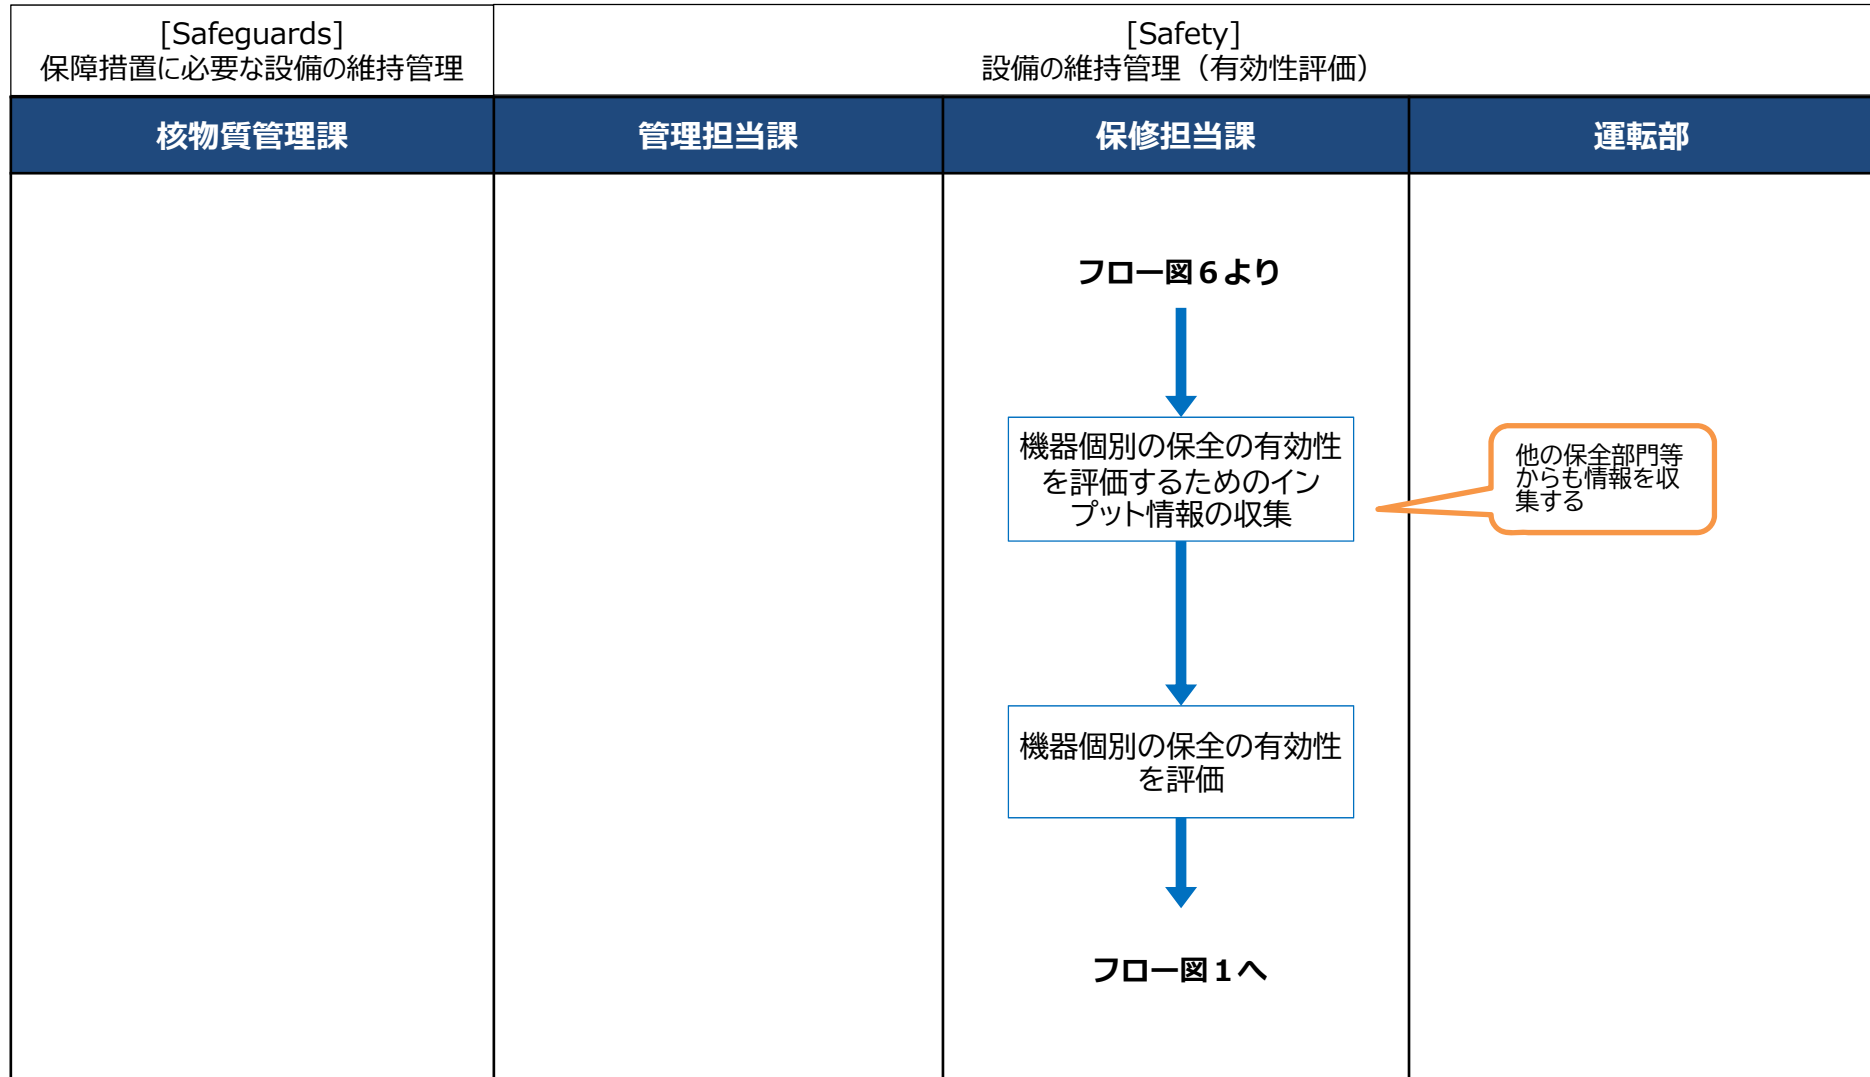 [Safeguards]
保障措置に必要な設備の維持管理
[Safety]
設備の維持管理（有効性評価）
核物質管理課
管理担当課
保修担当課
運転部
フロー図６より
機器個別の保全の有効性
を評価するためのイン
プット情報の収集
他の保全部門等
からも情報を収
集する
機器個別の保全の有効性
を評価
フロー図１へ